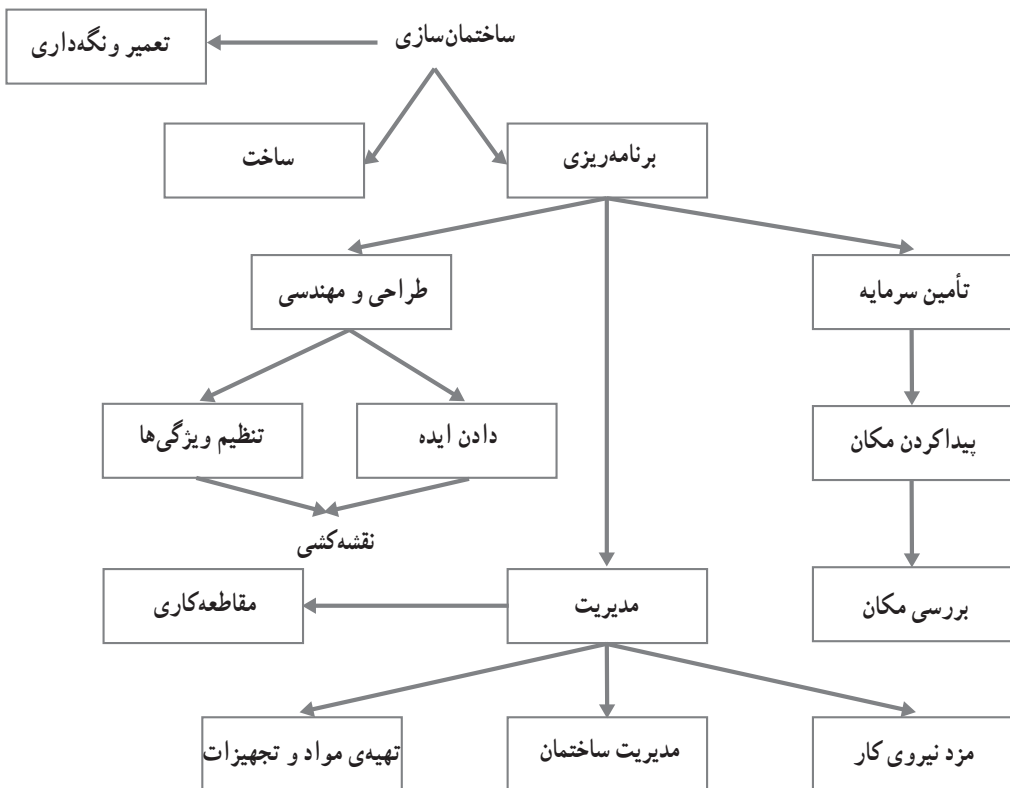 ساختمان‌سازی
تعمیر ونگه‌داری
برنامه‌ریزی
ساخت
تأمین سرمایه
طراحی و مهندسی
پیداکردن مکان
دادن ایده
تنظیم ویژگی‌ها
نقشه‌کشی
بررسی مکان
مدیریت
مقاطعه‌کاری
مزد نیروی کار
مدیریت ساختمان
تهیه‌ی مواد و تجهیزات